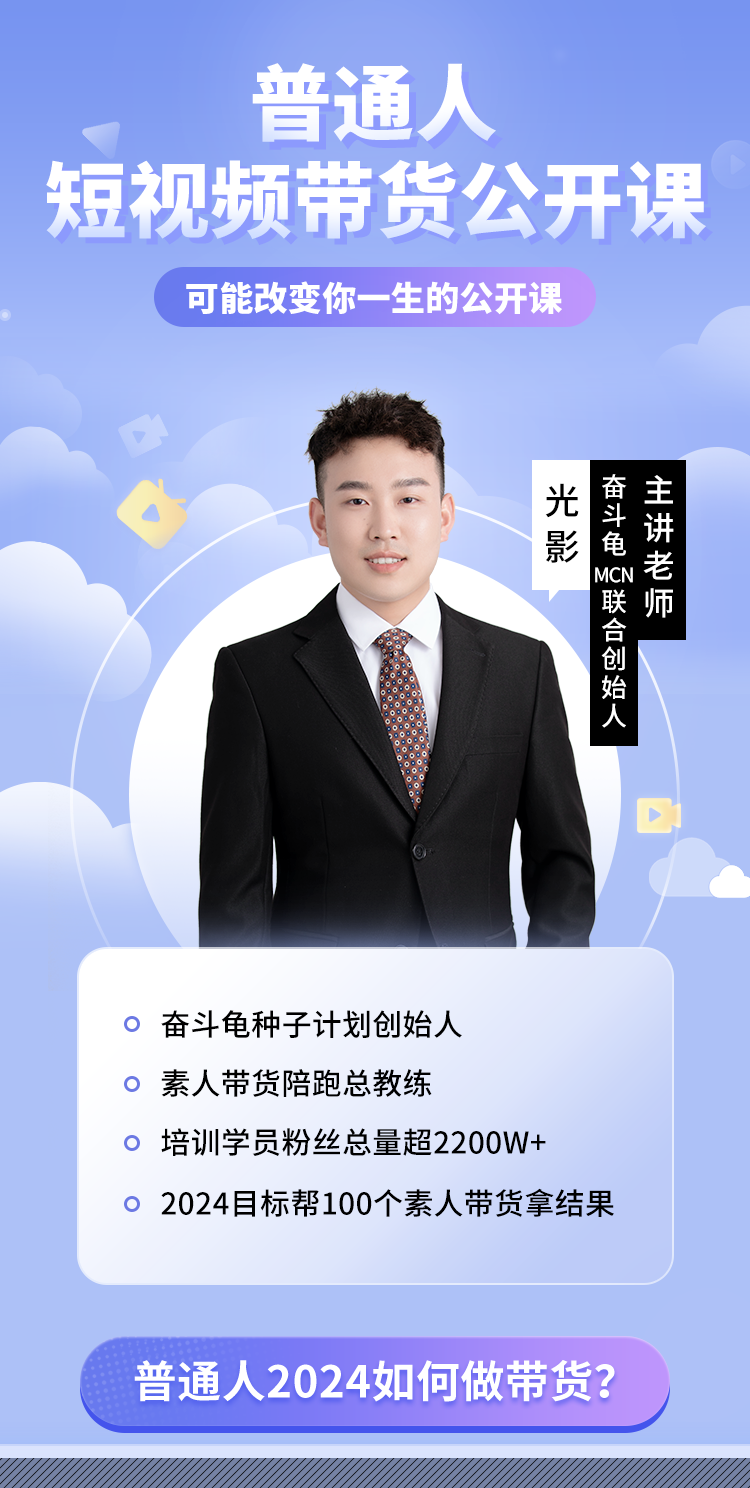 普通人
短视频带货公开课
可能改变你一生的公开课
主讲老师
奋斗龟MCN联合创始人
光影
奋斗龟种子计划创始人
素人带货陪跑总教练
培训学员粉丝总量超2200W+
2024目标帮100个素人带货拿结果
普通人2024如何做带货?